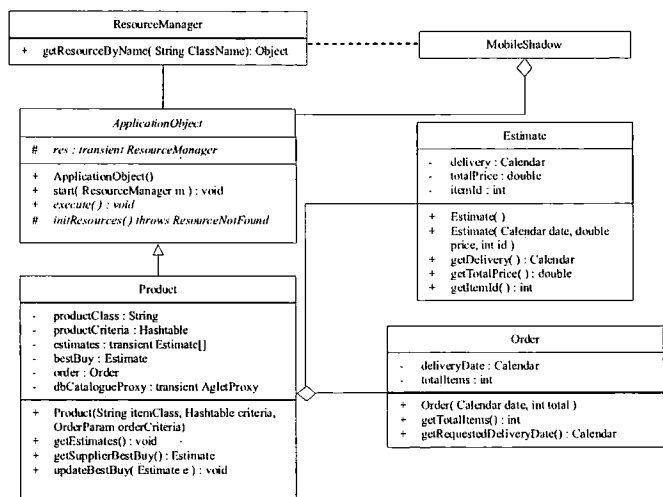 ResourceManager
+ getResourceByName( String ClassName): Object
MobileShadow
ApplicationObject
# res : transient ResourceManager
+ ApplicationObject()
+ start( ResourceManager m ) : void
+ execute() : void
# initResources() throws ResourceNotFound
Estimate
- delivery : Calendar
- totalPrice : double
- itemId : int
+ Estimate( )
+ Estimate( Calendar date, double
price, int id )
+ getDelivery( ) : Calendar
+ getTotalPrice( ) : double
+ getItemId( ) : int
Product
- productClass : String
- productCriteria : Hashtable
- estimates : transient Estimate[]
- bestBuy : Estimate
- order : Order
- dbCatalogueProxy : transient AgletProxy
+ Product(String itemClass, Hashtable criteria,
OrderParam orderCriteria)
+ getEstimates() : void
+ getSupplierBestBuy() : Estimate
+ updateBestBuy( Estimate e ) : void
Order
- deliveryDate : Calendar
- totalItems : int
+ Order( Calendar date, int total )
+ getTotalItems() : int
+ getRequestedDeliveryDate() : Calendar